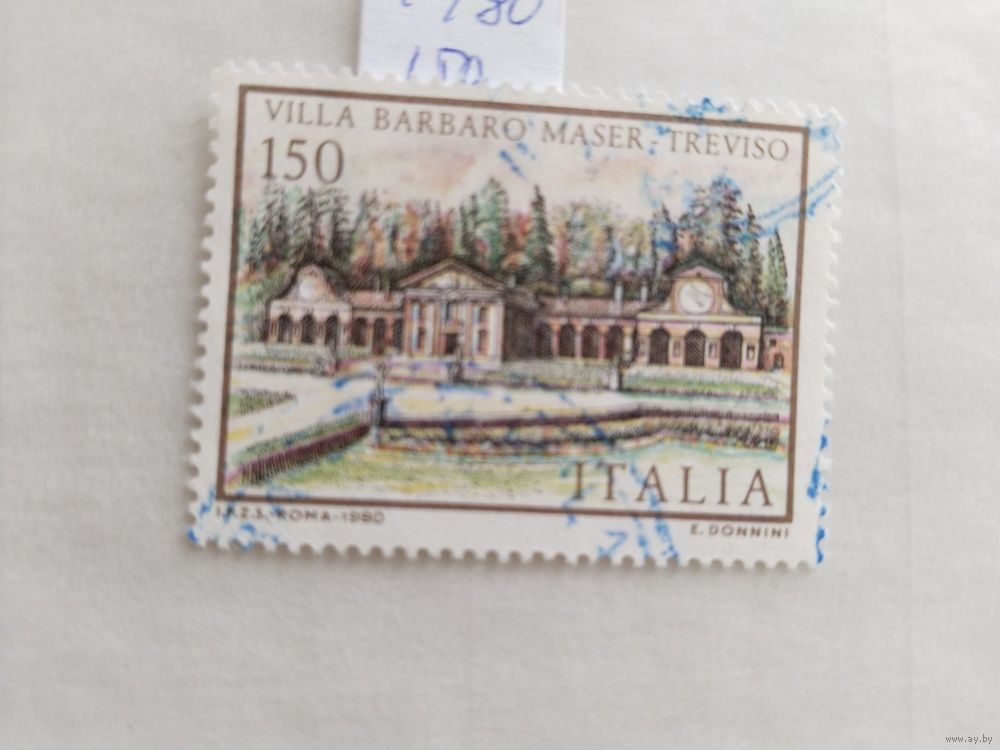 150
VILLA BARBARO MASER - TREVISO
150
ITALIA
I.P.Z.S. - ROMA - 1980
E. DONNINI
www.ay.by